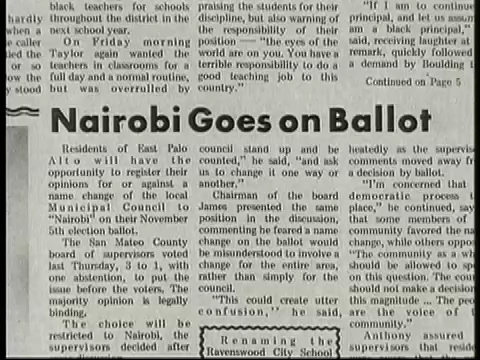 black teachers for schools
throughout the district in the
next school year.
On Friday morning
Taylor again wanted the
teachers in classrooms for a
full day and a normal routine,
but was overruled by
hardly
when a
caller
or so
stood
praising the students for their
discipline, but also warning of
the responsibility of their
position — "the eyes of the
world are on you. You have a
terrible responsibility to do a
good teaching job to this
country."
"If I am to continue
principal, and let us assum
am a black principal,"
said, receiving laughter at
remark, quickly followed
a demand by Boulding t
Continued on Page 5
Nairobi Goes on Ballot
Residents of East Palo
Alto will have the
opportunity to register their
opinions for or against a
name change of the local
Municipal Council to
"Nairobi" on their November
5th election ballot.
The San Mateo County
board of supervisors voted
last Thursday, 3 to 1, with
one abstention, to put the
issue before the voters. The
majority opinion is legally
binding.
The choice will be
restricted to Nairobi, the
supervisors decided after
council stand up and be
counted," he said, "and ask
us to change it one way or
another."
Chairman of the board
James presented the same
position in the discussion,
commenting he feared a name
change on the ballot would
be misunderstood to involve a
change for the entire area,
rather than simply for the
council.
"This could create utter
confusion," he said,
Renaming the
Ravenswood City School
heatedly as the supervis
comments moved away fr
a decision by ballot.
"I'm concerned that
democratic process t
place," he continued, say
that some members of
community favored the na
change, while others oppo
"The community as a wh
should be allowed to sp
on this question. The cou
should not make a decision
this magnitude ... The peo
are the voice of t
community."
Anthony assured
supervisors that resid